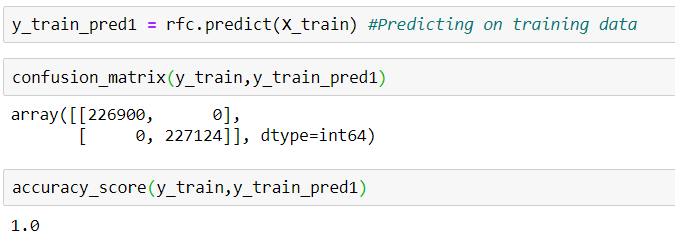 y_train_pred1 = rfc.predict(X_train) #Predicting on training data
confusion_matrix(y_train,y_train_pred1)
array([[226900,      0],
       [     0, 227124]], dtype=int64)
accuracy_score(y_train,y_train_pred1)
1.0